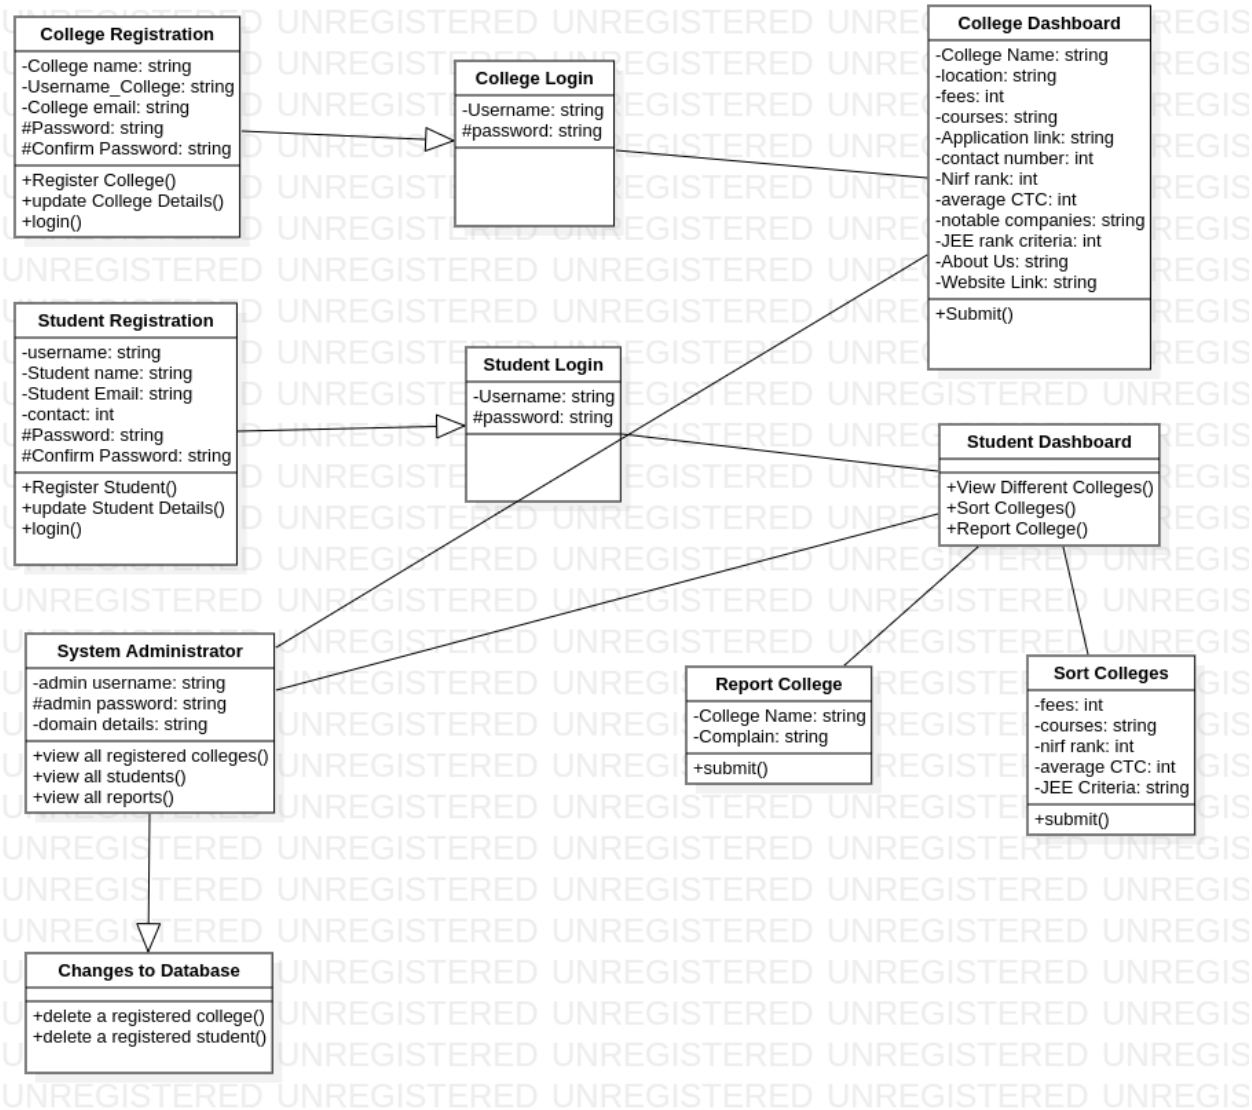 College Registration
-College name: string
-Username_College: string
-College email: string
#Password: string
#Confirm Password: string
+Register College()
+update College Details()
+login()
College Login
-Username: string
#password: string
College Dashboard
-College Name: string
-location: string
-fees: int
-courses: string
-Application link: string
-contact number: int
-Nirf rank: int
-average CTC: int
-notable companies: string
-JEE rank criteria: int
-About Us: string
-Website Link: string
+Submit()
Student Registration
-username: string
-Student name: string
-Student Email: string
-contact: int
#Password: string
#Confirm Password: string
+Register Student()
+update Student Details()
+login()
Student Login
-Username: string
#password: string
Student Dashboard
+View Different Colleges()
+Sort Colleges()
+Report College()
System Administrator
-admin username: string
#admin password: string
-domain details: string
+view all registered colleges()
+view all students()
+view all reports()
Report College
-College Name: string
-Complain: string
+submit()
Sort Colleges
-fees: int
-courses: string
-nirf rank: int
-average CTC: int
-JEE Criteria: string
+submit()
Changes to Database
+delete a registered college()
+delete a registered student()
UNREGISTERED